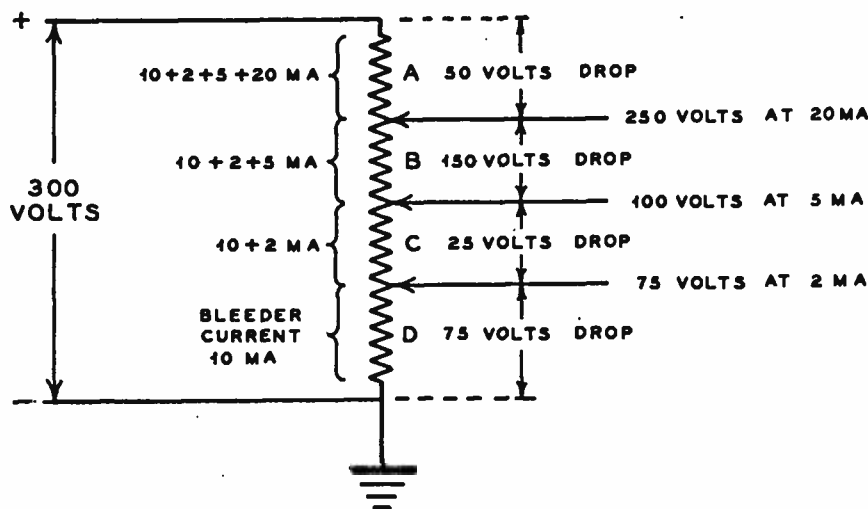 +
10+2+5+20 MA
A 50 VOLTS DROP
250 VOLTS AT 20 MA
10+2+5 MA
B 150 VOLTS DROP
300
VOLTS
100 VOLTS AT 5 MA
10+2 MA
C 25 VOLTS DROP
75 VOLTS AT 2 MA
BLEEDER
CURRENT
10 MA
D 75 VOLTS DROP
-